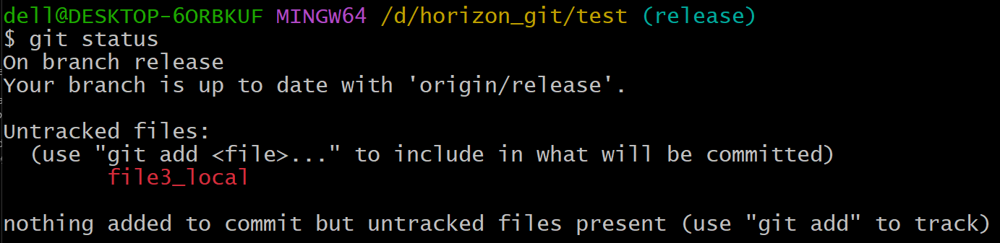 dell@DESKTOP-6ORBKUF MINGW64 /d/horizon_git/test (release)
$ git status
On branch release
Your branch is up to date with 'origin/release'.
Untracked files:
(use "git add <file>..." to include in what will be committed)
file3_local
nothing added to commit but untracked files present (use "git add" to track)